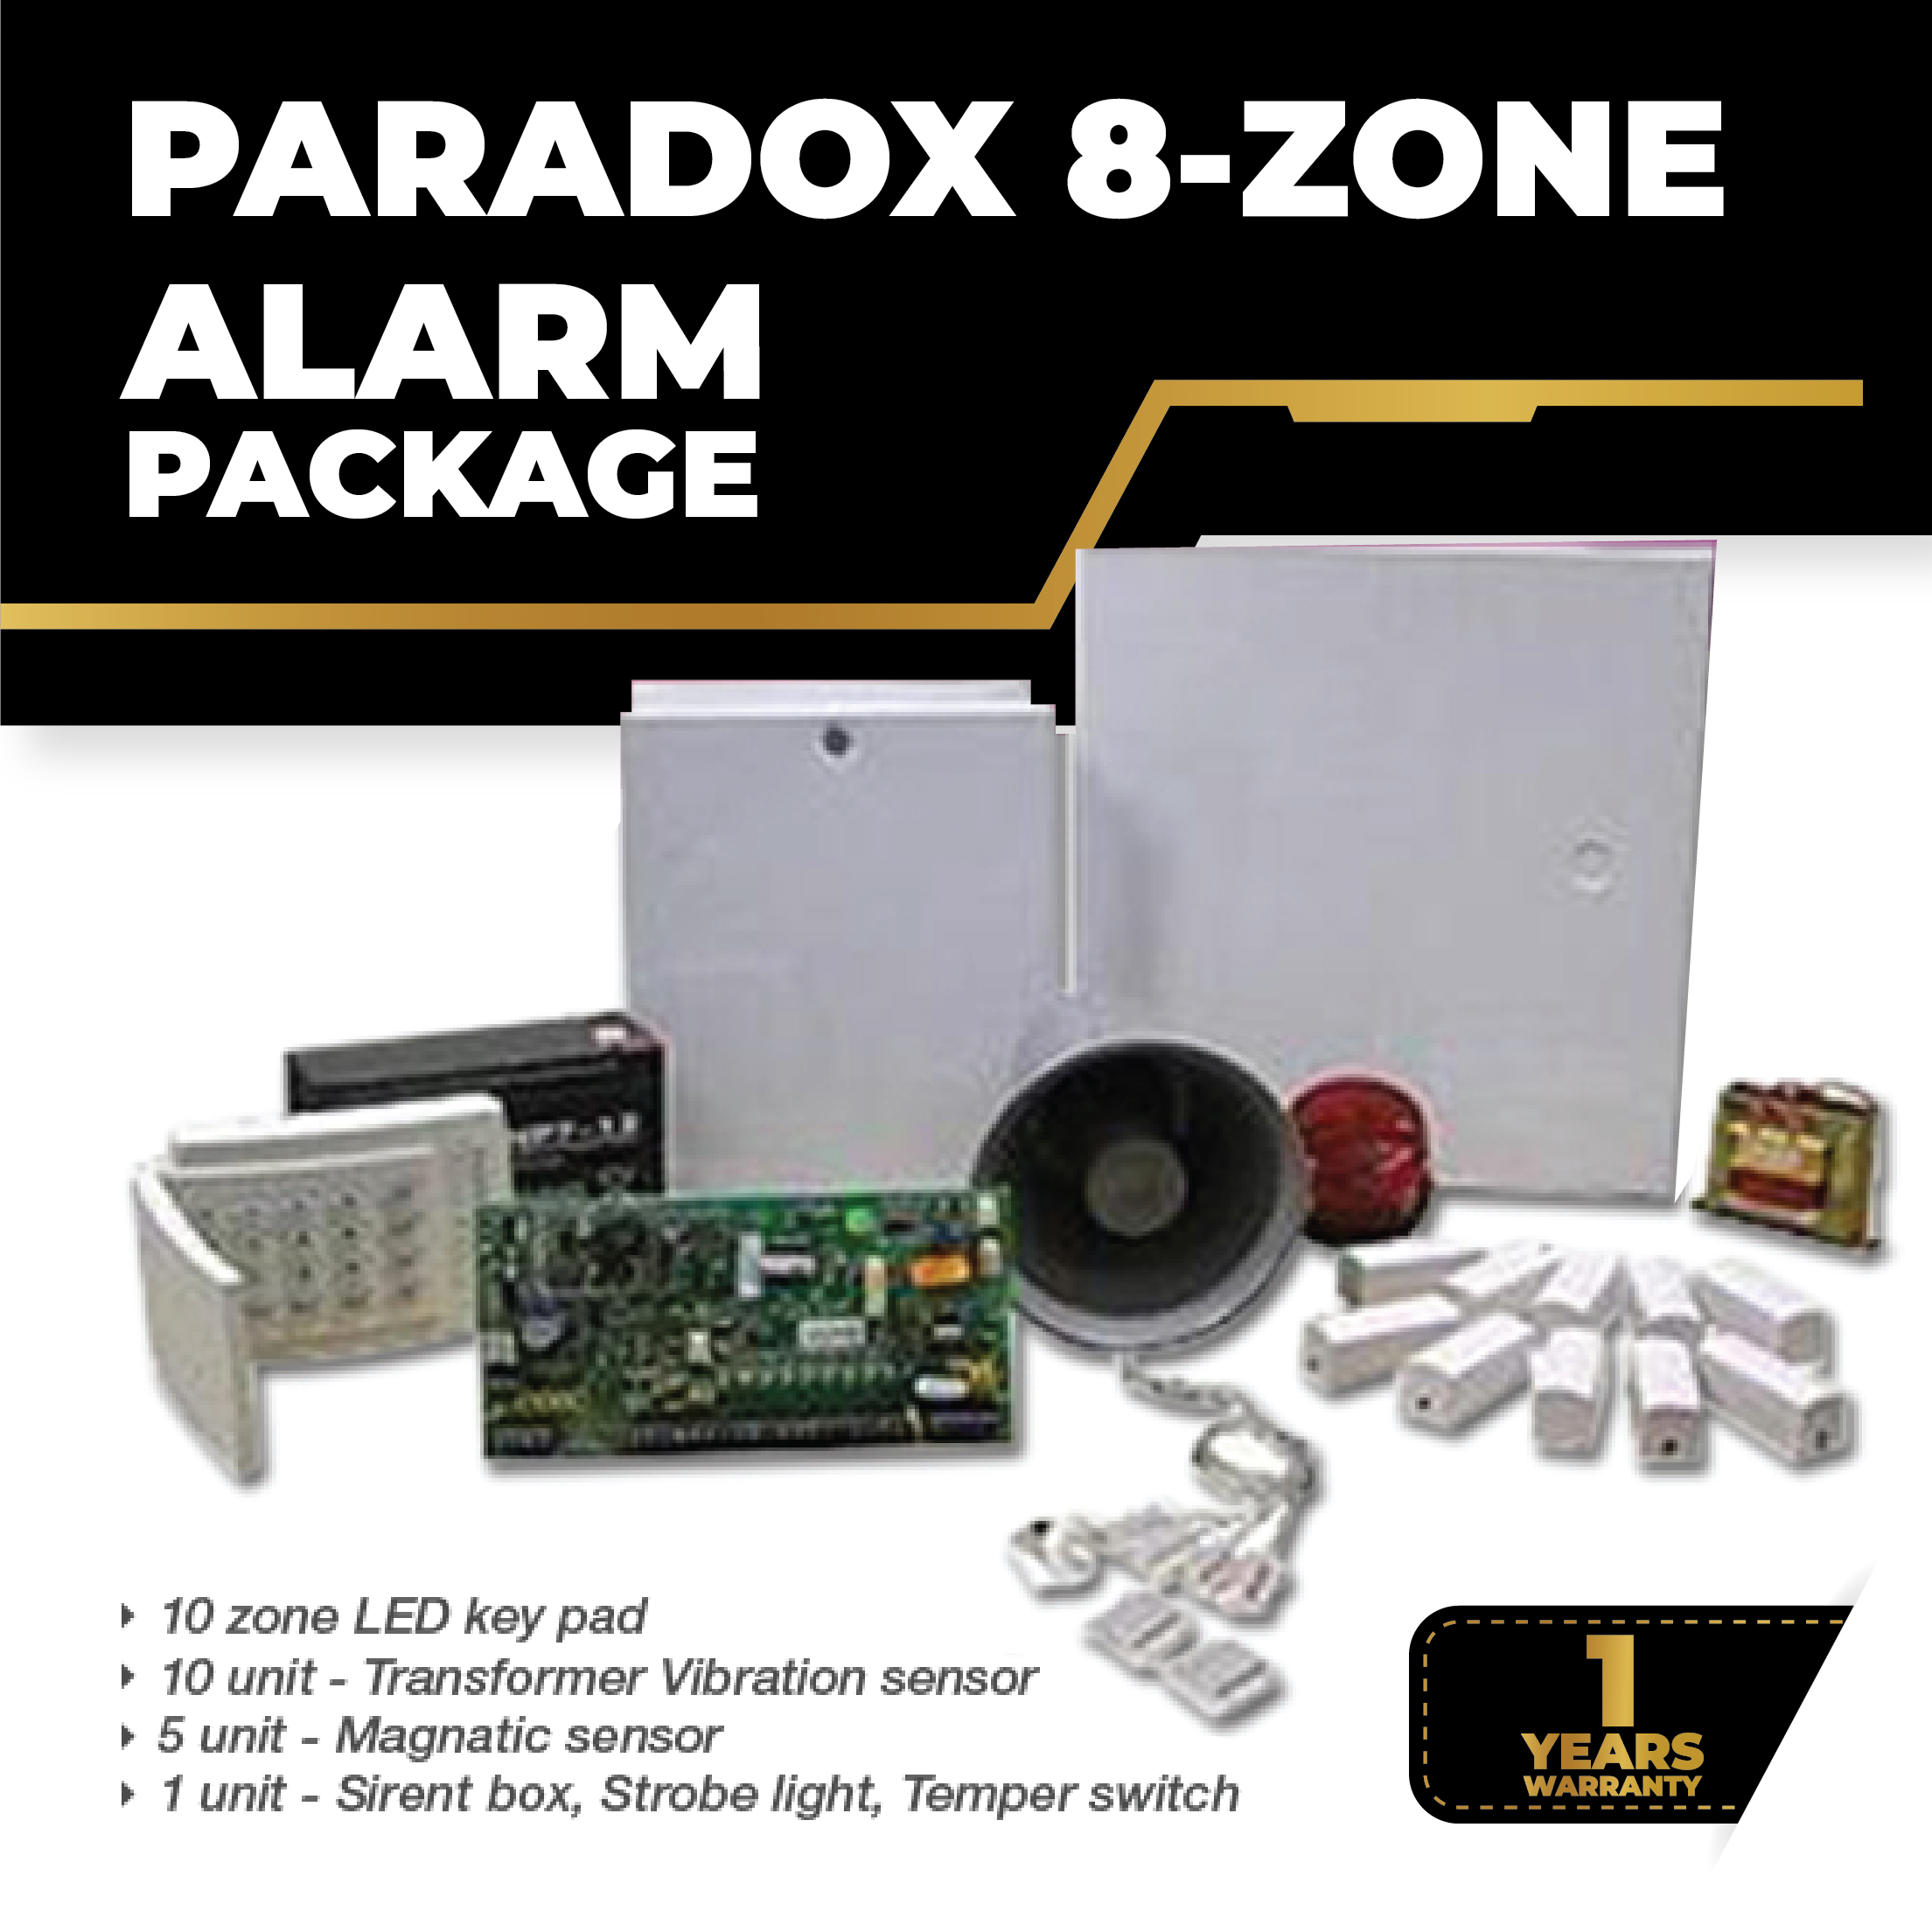 PARADOX 8-ZONE
ALARM
PACKAGE
10 zone LED key pad
10 unit - Transformer Vibration sensor
5 unit - Magnatic sensor
1 unit - Sirent box, Strobe light, Temper switch
1
YEARS
WARRANTY